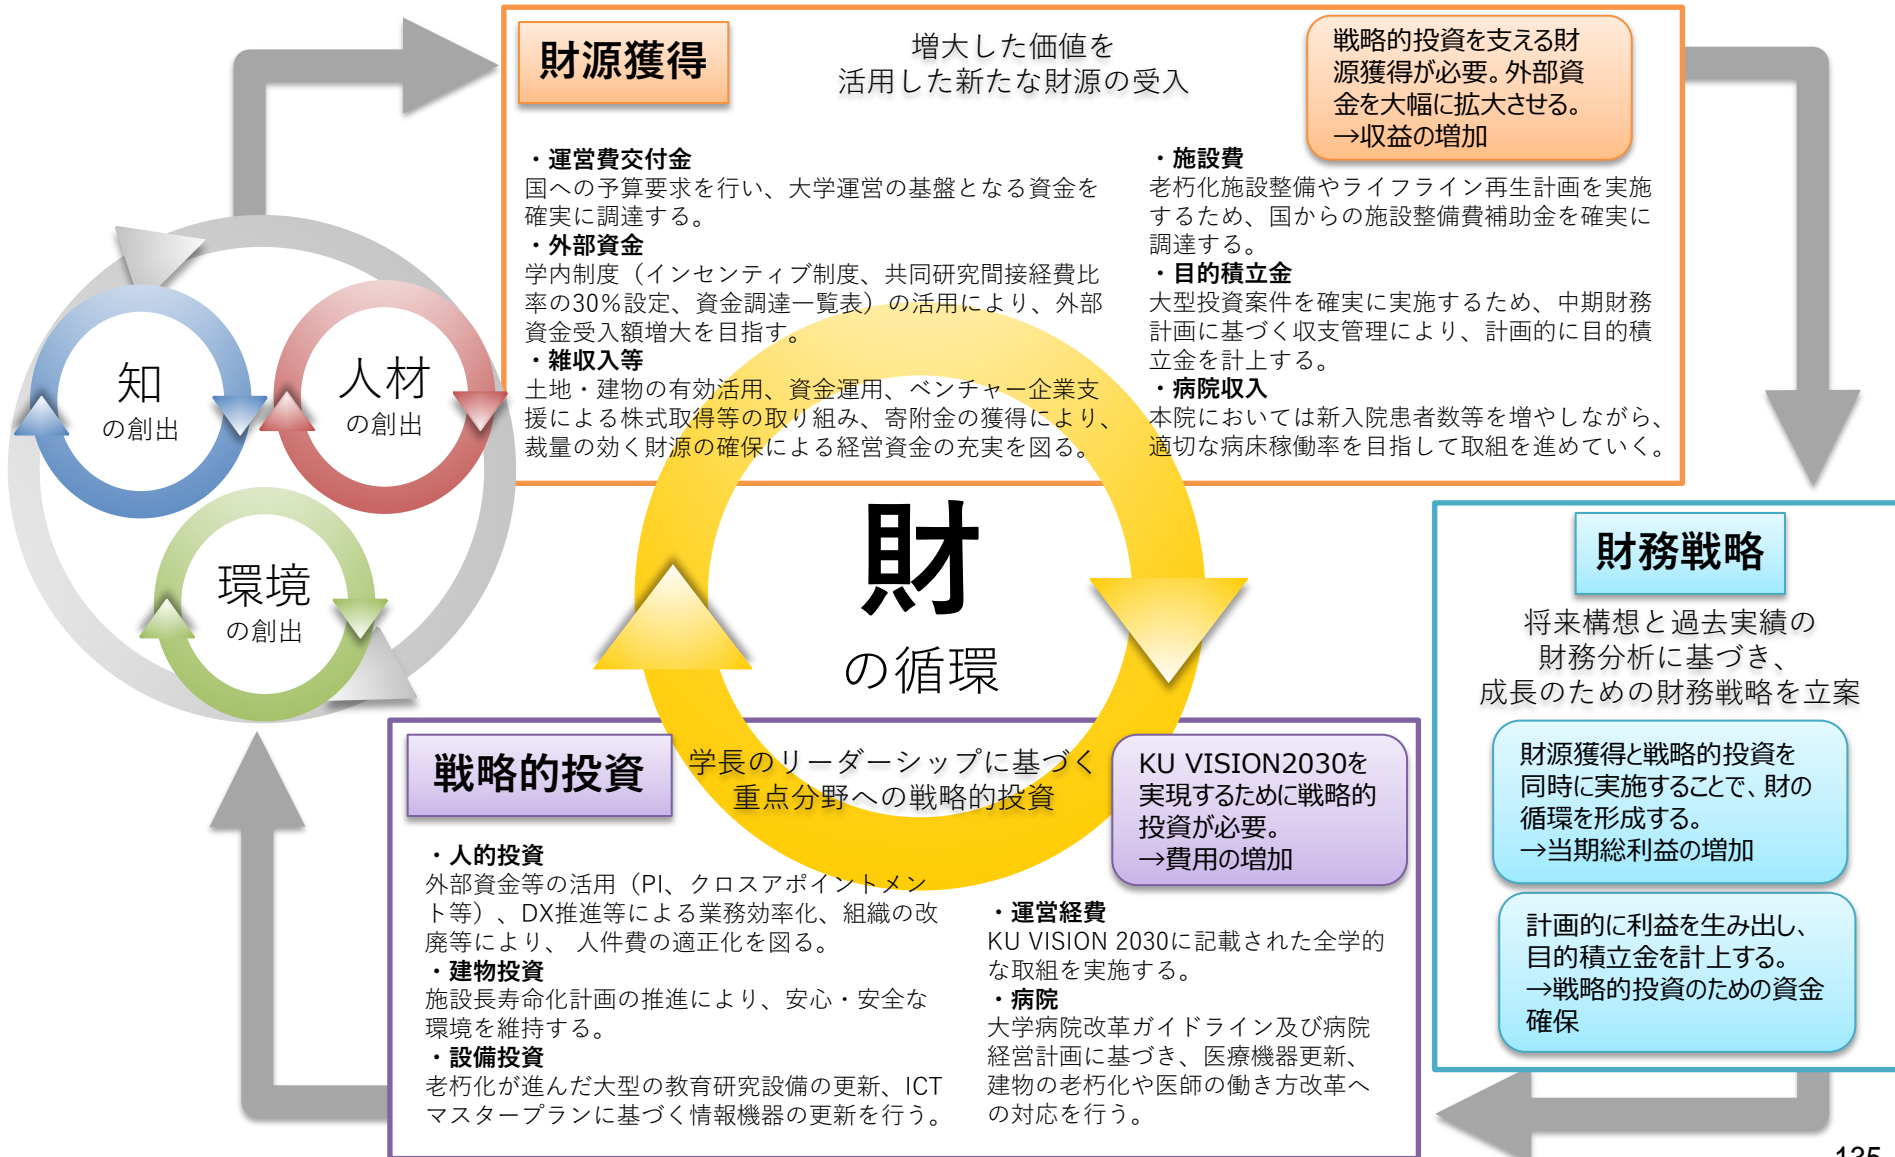 財源獲得
増大した価値を
活用した新たな財源の受入
戦略的投資を支える財
源獲得が必要。外部資
金を大幅に拡大させる。
→収益の増加
・運営費交付金
国への予算要求を行い、大学運営の基盤となる資金を
確実に調達する。
・外部資金
学内制度（インセンティブ制度、共同研究間接経費比
率の30％設定、資金調達一覧表）の活用により、外部
資金受入額増大を目指す。
・雑収入等
土地・建物の有効活用、資金運用、ベンチャー企業支
援による株式取得等の取り組み、寄附金の獲得により、
裁量の効く財源の確保による経営資金の充実を図る。
・施設費
老朽化施設整備やライフライン再生計画を実施
するため、国からの施設整備費補助金を確実に
調達する。
・目的積立金
大型投資案件を確実に実施するため、中期財務
計画に基づく収支管理により、計画的に目的積
立金を計上する。
・病院収入
本院においては新入院患者数等を増やしながら、
適切な病床稼働率を目指して取組を進めていく。
知
の創出
人材
の創出
環境
の創出
財
の循環
財務戦略
将来構想と過去実績の
財務分析に基づき、
成長のための財務戦略を立案
財源獲得と戦略的投資を
同時に実施することで、財の
循環を形成する。
→当期総利益の増加
計画的に利益を生み出し、
目的積立金を計上する。
→戦略的投資のための資金
確保
戦略的投資
学長のリーダーシップに基づく
重点分野への戦略的投資
KU VISION2030を
実現するために戦略的
投資が必要。
→費用の増加
・人的投資
外部資金等の活用（PI、クロスアポイントメン
ト等）、DX推進等による業務効率化、組織の改
廃等により、 人件費の適正化を図る。
・建物投資
施設長寿命化計画の推進により、安心・安全な
環境を維持する。
・設備投資
老朽化が進んだ大型の教育研究設備の更新、ICT
マスタープランに基づく情報機器の更新を行う。
・運営経費
KU VISION 2030に記載された全学的
な取組を実施する。
・病院
大学病院改革ガイドライン及び病院
経営計画に基づき、医療機器更新、
建物の老朽化や医師の働き方改革へ
の対応を行う。
135